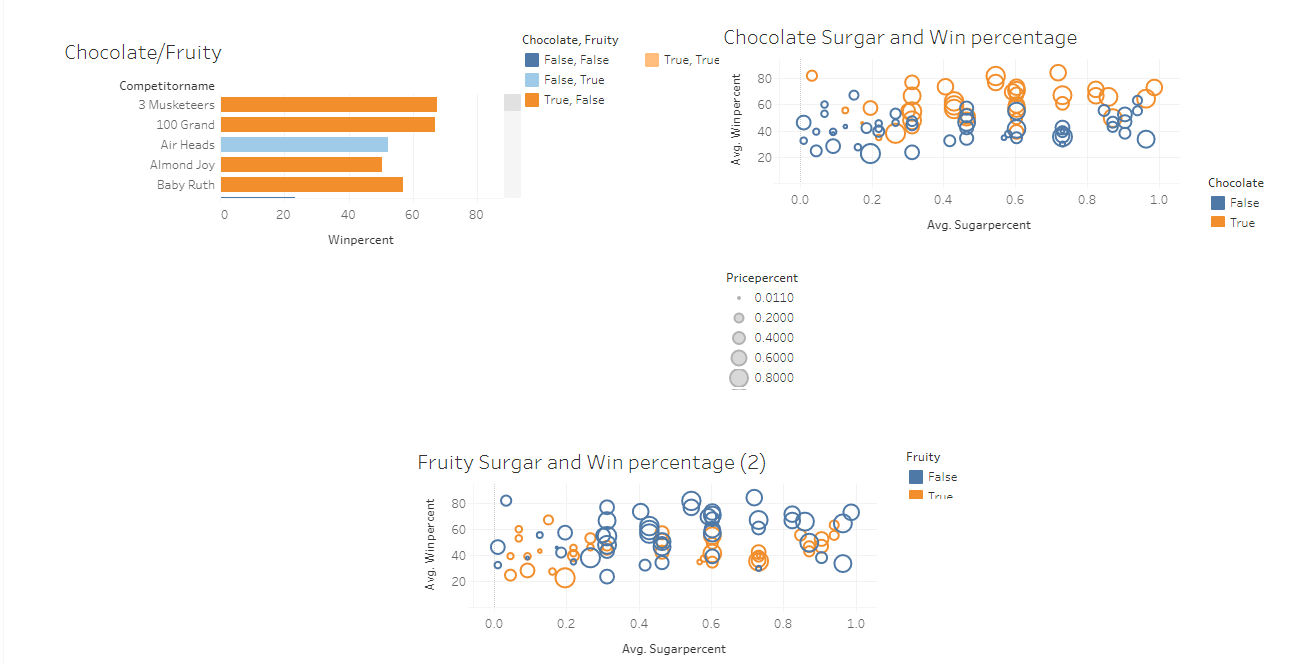 Chocolate/Fruity
Competitorname
3 Musketeers
100 Grand
Air Heads
Almond Joy
Baby Ruth
0 20 40 60 80
Winpercent
Chocolate, Fruity
False, False
True, True
False, True
True, False
Chocolate Surgar and Win percentage
Avg. Winpercent
80
60
40
20
0.0 0.2 0.4 0.6 0.8 1.0
Avg. Sugarpercent
Chocolate
False
True
Pricepercent
0.0110
0.2000
0.4000
0.6000
0.8000
Fruity Surgar and Win percentage (2)
Avg. Winpercent
80
60
40
20
0.0 0.2 0.4 0.6 0.8 1.0
Avg. Sugarpercent
Fruity
False
True